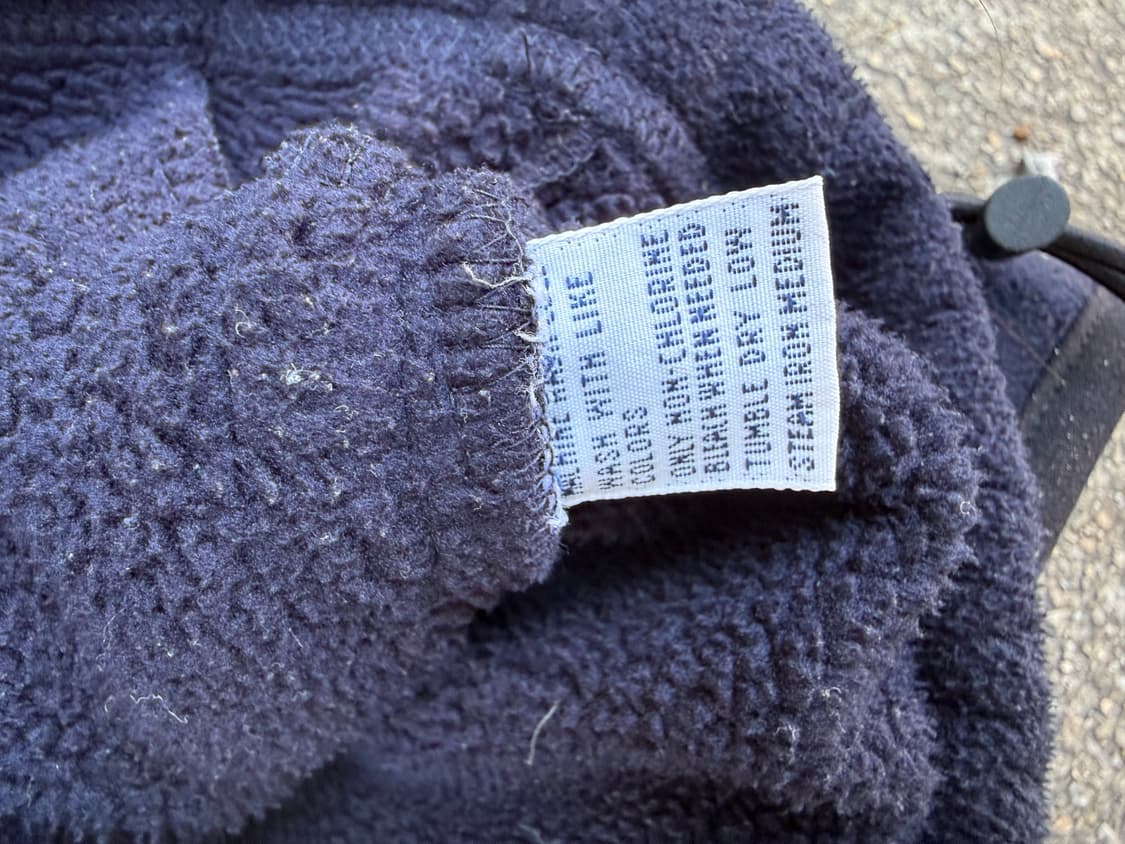 WASH WITH LIKE
COLORS
ONLY NON-CHLORINE
BLEACH WHEN NEEDED
TUMBLE DRY LOW
STEAM IRON MEDIUM